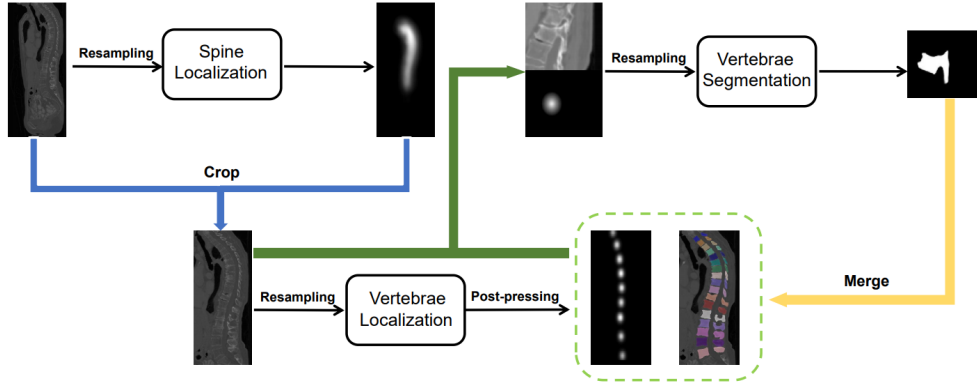 Resampling
Spine
Localization
Resampling
Vertebrae
Segmentation
Crop
Resampling
Vertebrae
Localization
Post-pressing
Merge